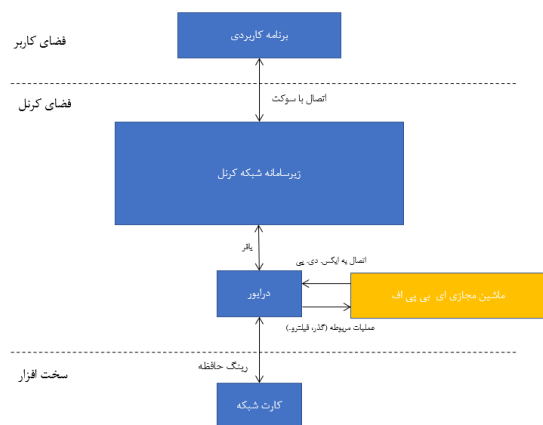 فضای کاربر
برنامه کاربردی
اتصال با سوکت
فضای کرنل
زیرسامانه شبکه کرنل
بافر
اتصال به ایکس. دی. پی
درایور
ماشین مجازی ای بی پی اف
عملیات مربوطه (گذر، فیلترو.)
رینگ حافظه
سخت افزار
کارت شبکه